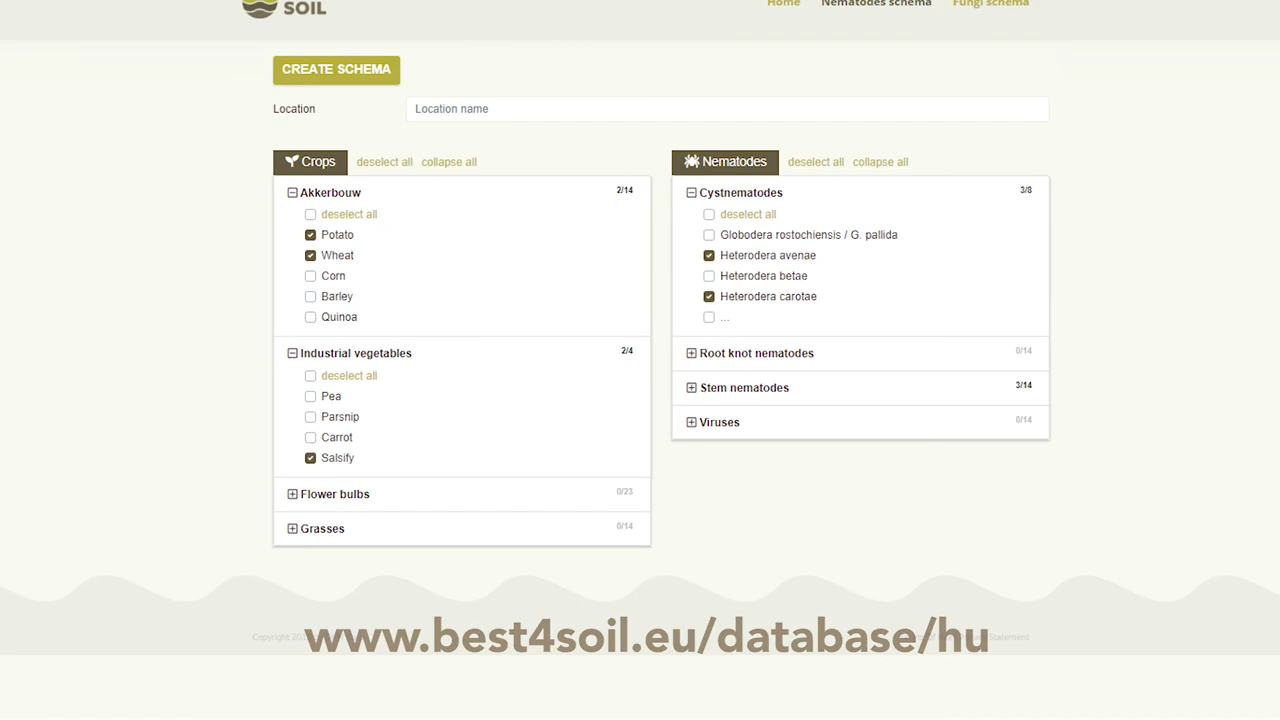 SOIL
Home Nematodes schema Fungi schema
CREATE SCHEMA
Location Location name
Crops deselect all collapse all
Akkerbouw 2/14
deselect all
Potato
Wheat
Corn
Barley
Quinoa
Industrial vegetables 2/4
deselect all
Pea
Parsnip
Carrot
Salsify
Flower bulbs 0/23
Grasses 0/14
Nematodes deselect all collapse all
Cystnematodes 3/8
deselect all
Globodera rostochiensis / G. pallida
Heterodera avenae
Heterodera betae
Heterodera carotae
...
Root knot nematodes 0/14
Stem nematodes 3/14
Viruses 0/14
www.best4soil.eu/database/hu
Copyright Statement